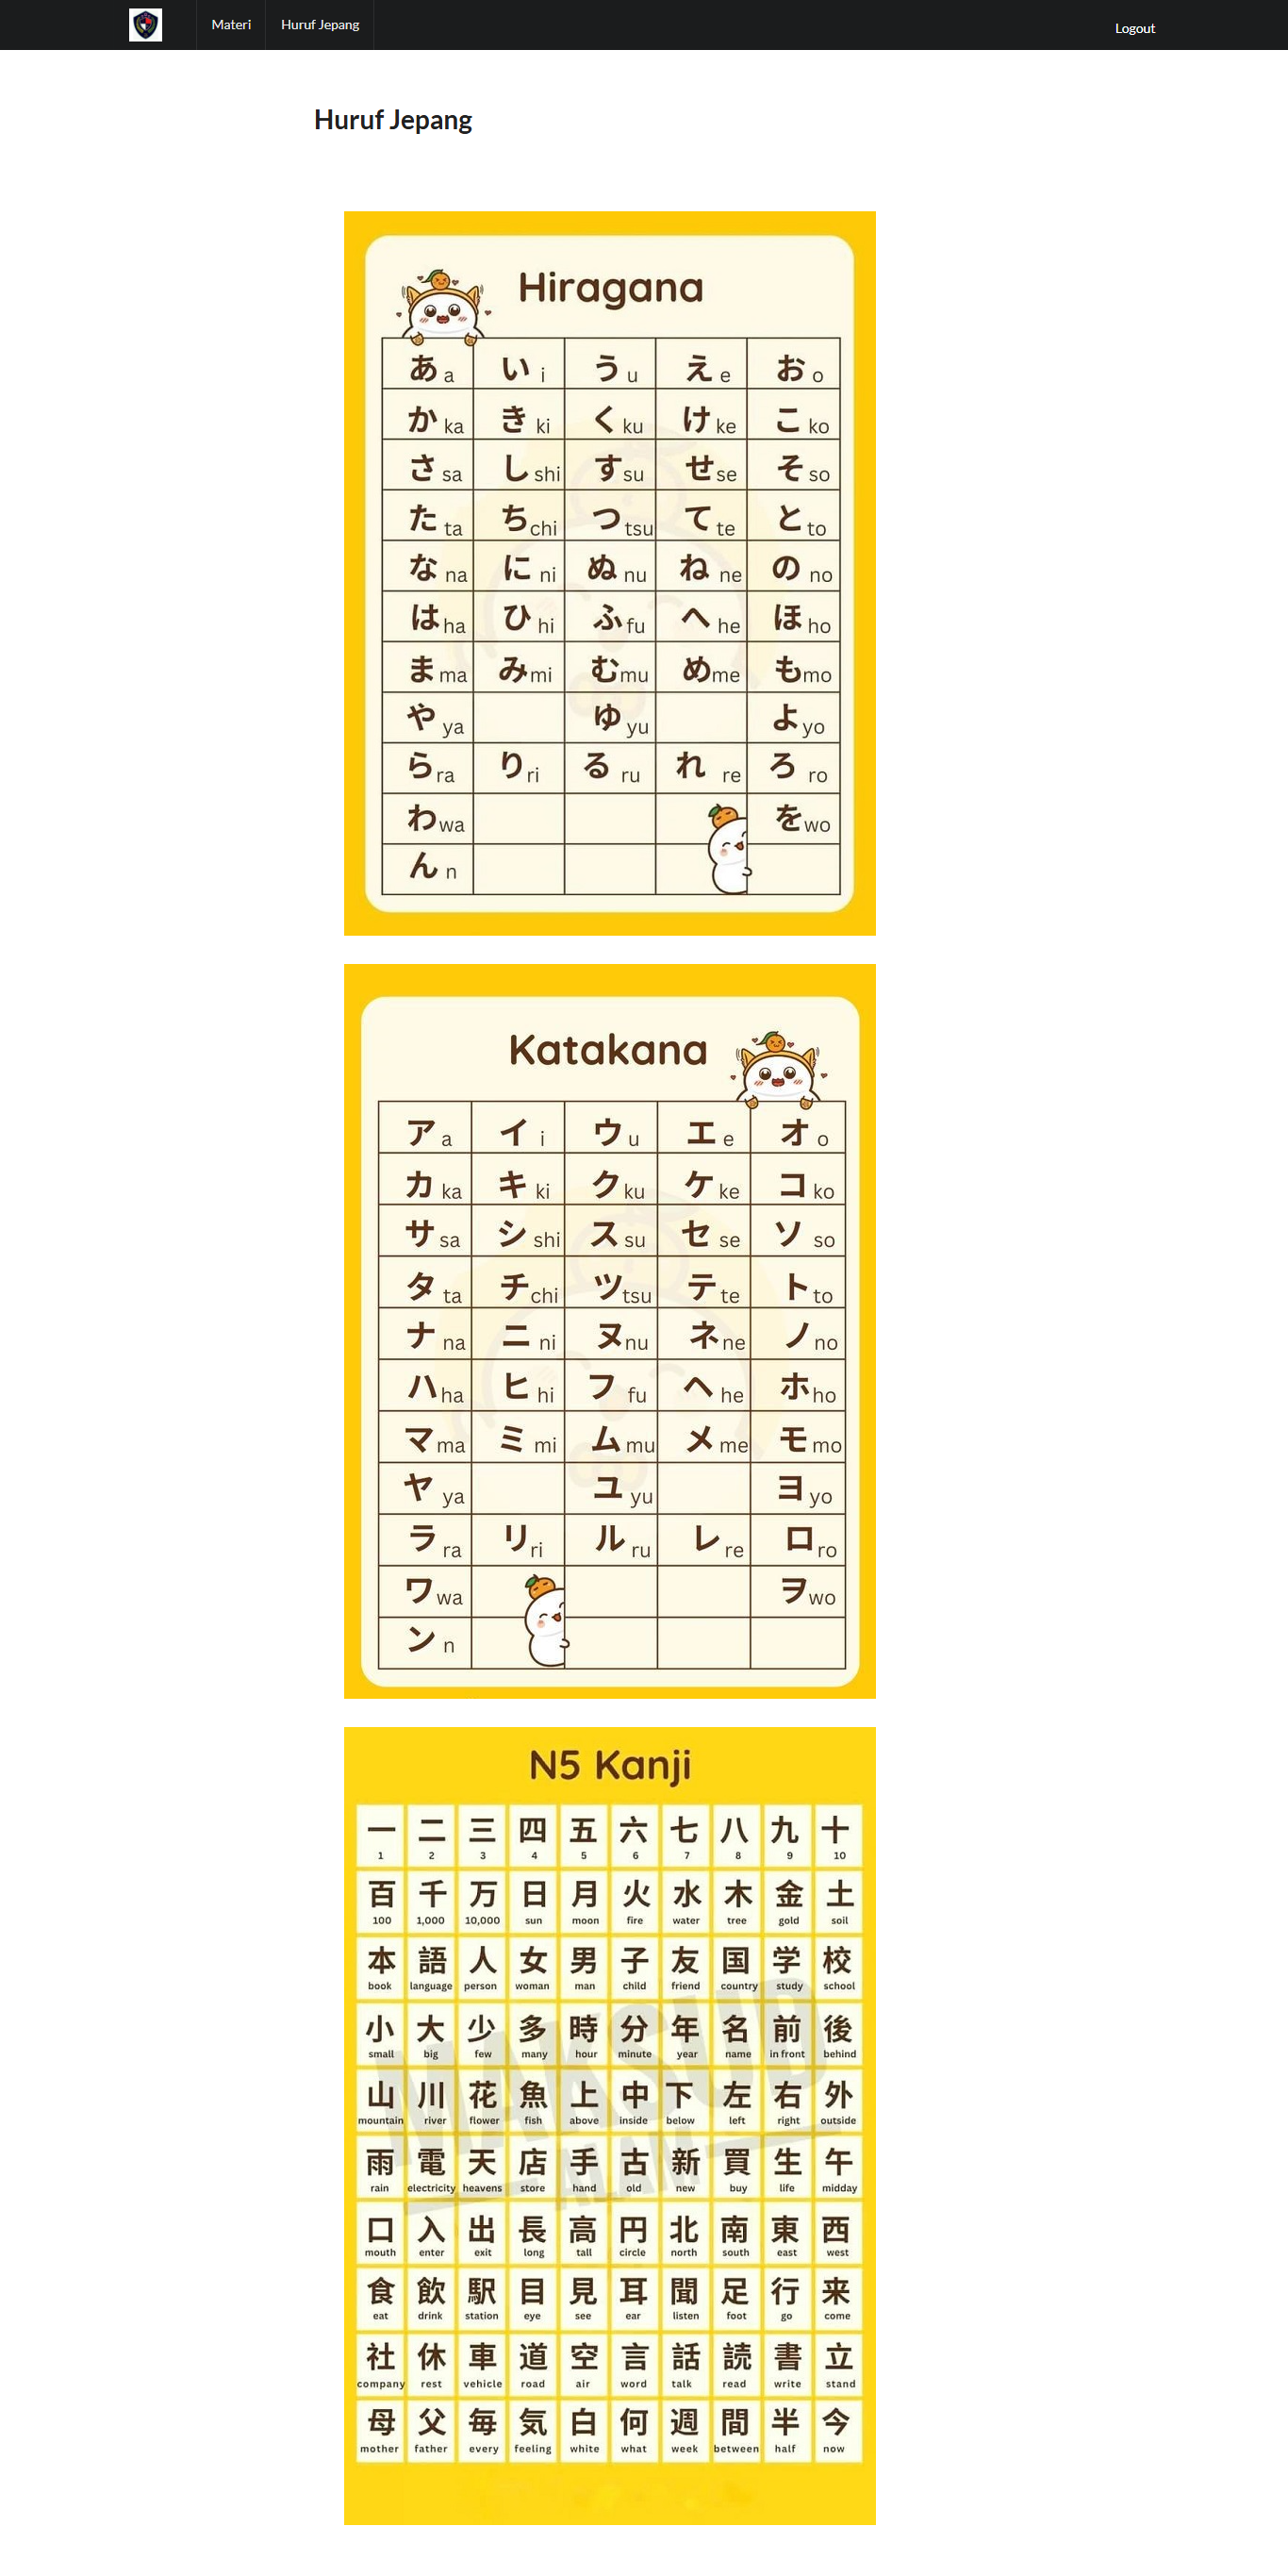 Materi Huruf Jepang Logout
Huruf Jepang
Hiragana
あ a い i う u え e お o
か ka き ki く ku け ke こ ko
さ sa し shi す su せ se そ so
た ta ち chi つ tsu て te と to
な na に ni ぬ nu ね ne の no
は ha ひ hi ふ fu へ he ほ ho
ま ma み mi む mu め me も mo
や ya ゆ yu よ yo
ら ra り ri る ru れ re ろ ro
わ wa を wo
ん n
Katakana
ア a イ i ウ u エ e オ o
カ ka キ ki ク ku ケ ke コ ko
サ sa シ shi ス su セ se ソ so
タ ta チ chi ツ tsu テ te ト to
ナ na ニ ni ヌ nu ネ ne ノ no
ハ ha ヒ hi フ fu ヘ he ホ ho
マ ma ミ mi ム mu メ me モ mo
ヤ ya ユ yu ヨ yo
ラ ra リ ri ル ru レ re ロ ro
ワ wa ヲ wo
ン n
N5 Kanji
一 二 三 四 五 六 七 八 九 十
1 2 3 4 5 6 7 8 9 10
百 千 万 日 月 火 水 木 金 土
100 1,000 10,000 sun moon fire water tree gold soil
本 語 人 女 男 子 友 国 学 校
book language person woman man child friend country study school
小 大 少 多 時 分 年 名 前 後
small big few many hour minute year name in front behind
山 川 花 魚 上 中 下 左 右 外
mountain river flower fish above inside below left right outside
雨 電 天 店 手 古 新 買 生 午
rain electricity heavens store hand old new buy life midday
口 入 出 長 高 円 北 南 東 西
mouth enter exit long tall circle north south east west
食 飲 駅 目 見 耳 聞 足 行 来
eat drink station eye see ear listen foot go come
社 休 車 道 空 言 話 読 書 立
company rest vehicle road air word talk read write stand
母 父 毎 気 白 何 週 間 半 今
mother father every feeling white what week between half now
MAKSUD
ALAM